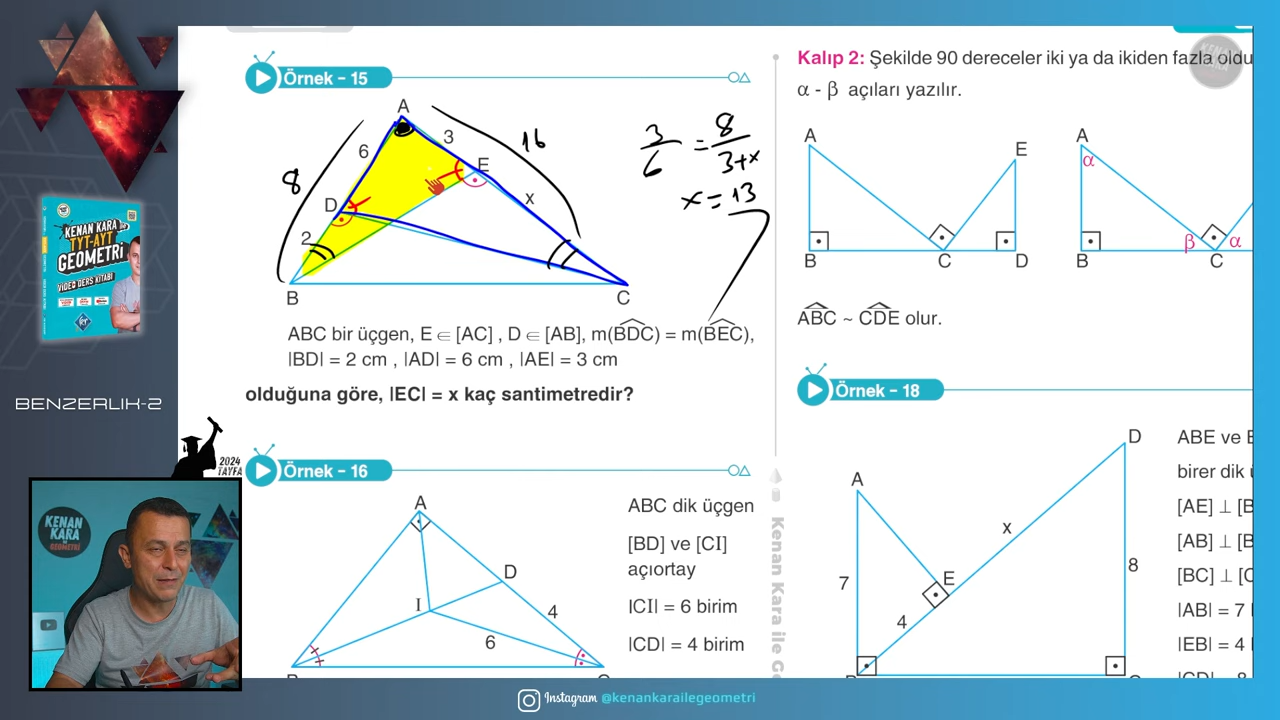 Örnek - 15
A
6
3
16
8
E
x
D
2
B
C
3/6 = 8/3+x
x = 13
ABC bir üçgen, E ∈ [AC] , D ∈ [AB], m(BDC) = m(BEC),
|BD| = 2 cm , |AD| = 6 cm , |AE| = 3 cm
olduğuna göre, |EC| = x kaç santimetredir?
Örnek - 16
A
D
I
4
6
ABC dik üçgen
[BD] ve [CI]
açıortay
|CI| = 6 birim
|CD| = 4 birim
Kalıp 2: Şekilde 90 dereceler iki ya da ikiden fazla oldu
α - β açıları yazılır.
A
E
B
C
D
A
α
β
α
B
C
ABC ~ CDE olur.
Örnek - 18
D
A
x
E
7
8
4
ABE ve E
birer dik ü
[AE] ⊥ [B
[AB] ⊥ [B
[BC] ⊥ [C
|AB| = 7
|EB| = 4
Kenan Kara ile
KENAN KARA
KENAN KARA
TYT-AYT
GEOMETRİ
VİDEO DERS KİTABI
BENZERLIK-2
2024
TAYFA
KENAN
KARA
GEOMETRİ
Instagram @kenankarailegeometri